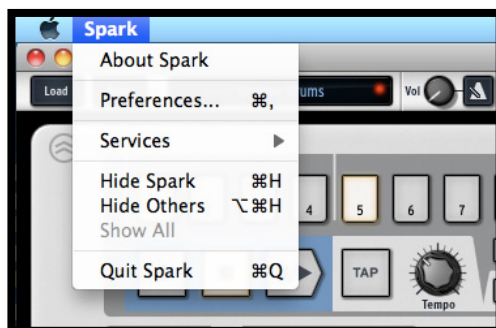 Spark
About Spark
Preferences... ⌘,
Services ▶
Hide Spark ⌘H
Hide Others ⌥⌘H
Show All
Quit Spark ⌘Q
Load
ums
Vol
4 5 6 7
TAP
Tempo